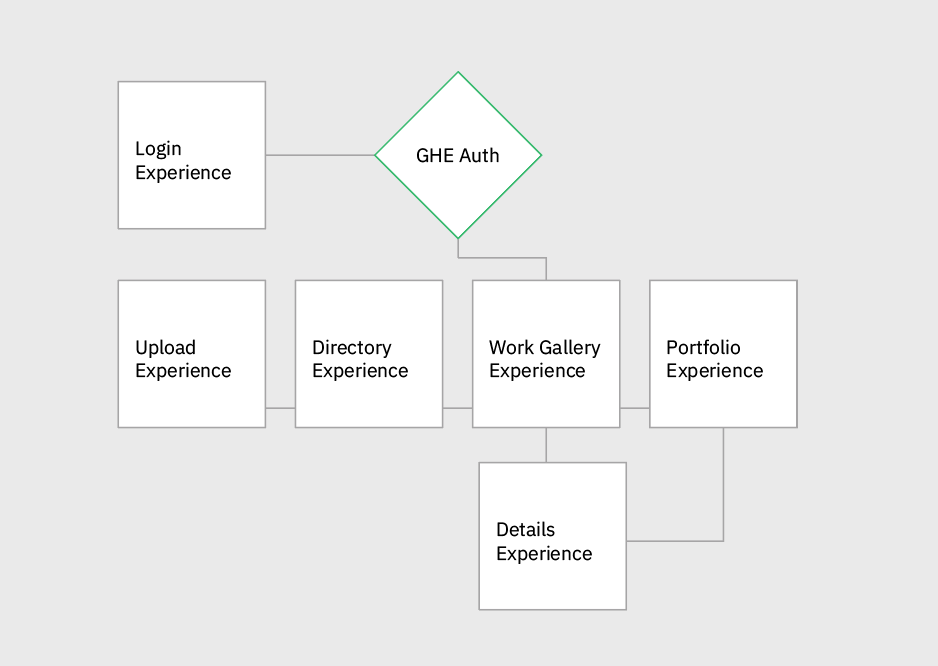 Login
Experience
GHE Auth
Upload
Experience
Directory
Experience
Work Gallery
Experience
Portfolio
Experience
Details
Experience